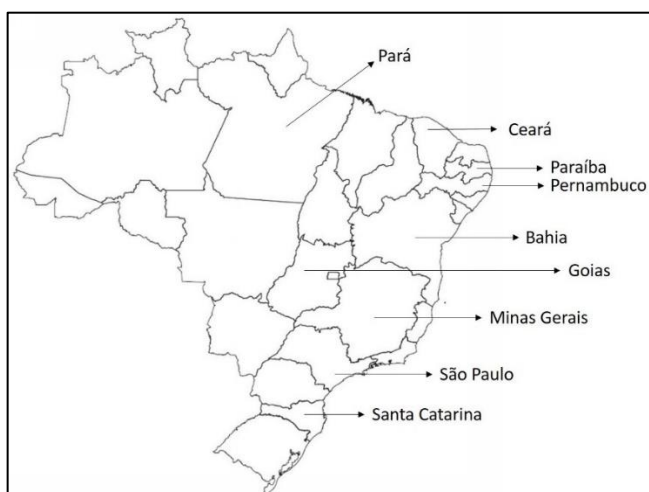 Pará
Ceará
Paraíba
Pernambuco
Bahia
Goias
Minas Gerais
São Paulo
Santa Catarina